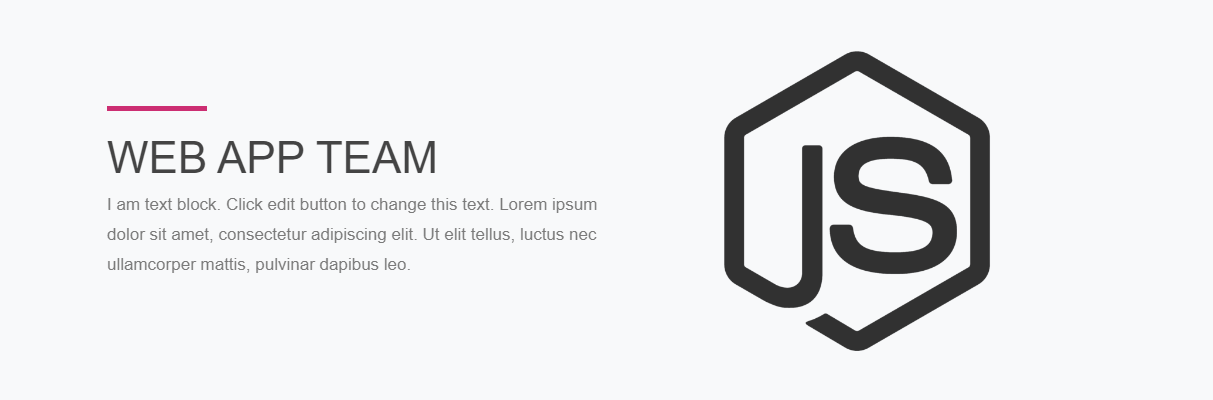 WEB APP TEAM
I am text block. Click edit button to change this text. Lorem ipsum
dolor sit amet, consectetur adipiscing elit. Ut elit tellus, luctus nec
ullamcorper mattis, pulvinar dapibus leo.
JS